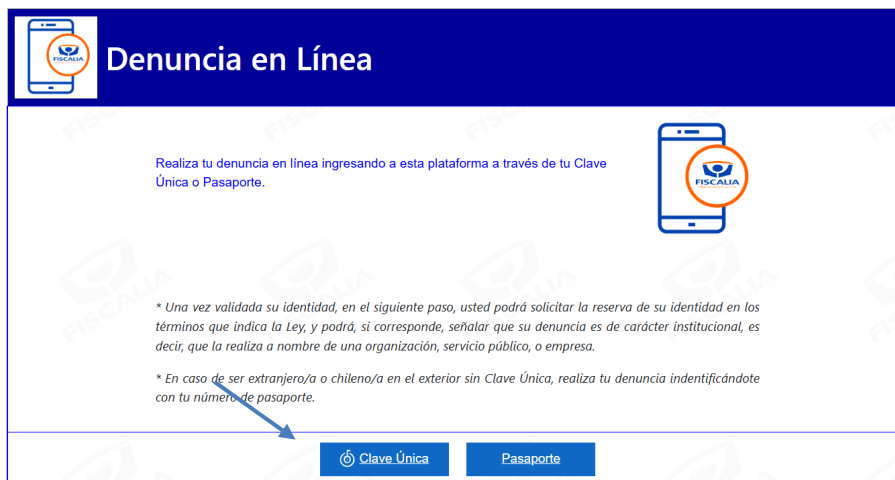 FISCALIA
Denuncia en Línea
Realiza tu denuncia en línea ingresando a esta plataforma a través de tu Clave
Única o Pasaporte.
FISCALIA
* Una vez validada su identidad, en el siguiente paso, usted podrá solicitar la reserva de su identidad en los
términos que indica la Ley, y podrá, si corresponde, señalar que su denuncia es de carácter institucional, es
decir, que la realiza a nombre de una organización, servicio público, o empresa.
* En caso de ser extranjero/a o chileno/a en el exterior sin Clave Única, realiza tu denuncia indentificándote
con tu número de pasaporte.
Clave Única
Pasaporte